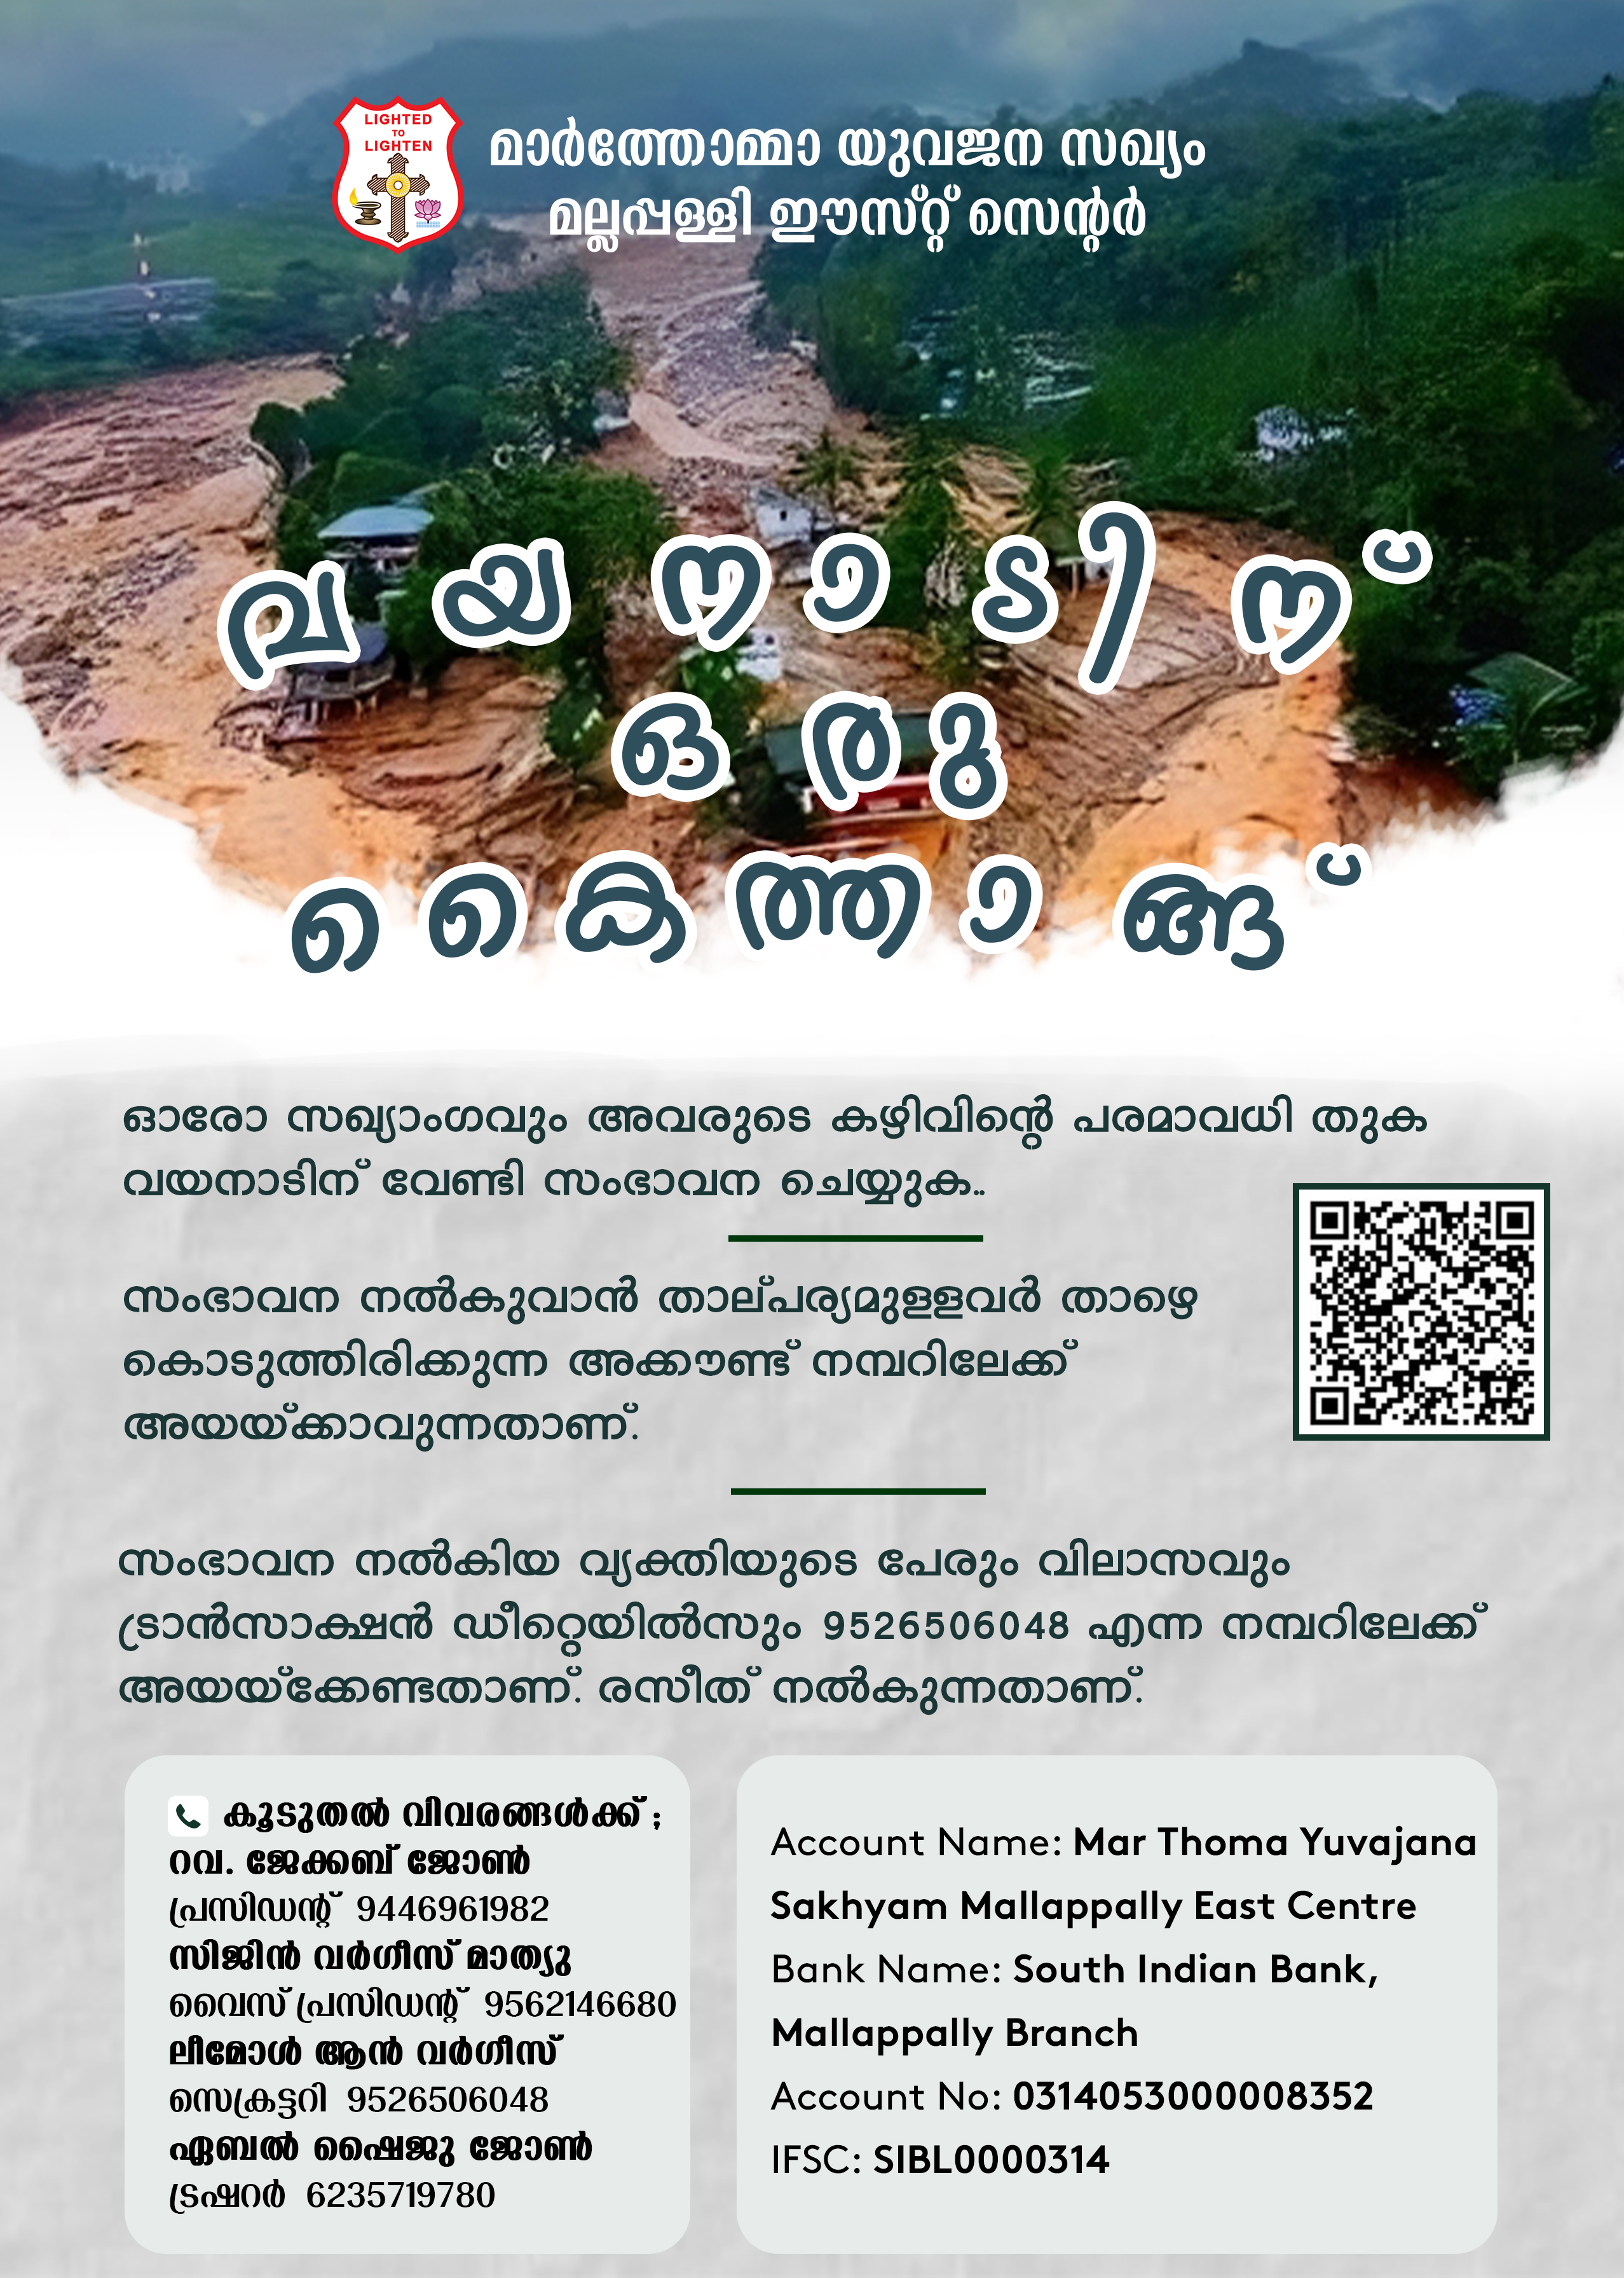 LIGHTED
TO
LIGHTEN
മാർത്തോമ്മാ യുവജന സഖ്യം
മല്ലപ്പള്ളി ഈസ്റ്റ് സെന്റർ
വയനാടിന്
ഒരു
കൈത്താങ്ങ്
ഓരോ സഖ്യാംഗവും അവരുടെ കഴിവിന്റെ പരമാവധി തുക
വയനാടിന് വേണ്ടി സംഭാവന ചെയ്യുക..
സംഭാവന നൽകുവാൻ താല്പര്യമുള്ളവർ താഴെ
കൊടുത്തിരിക്കുന്ന അക്കൗണ്ട് നമ്പറിലേക്ക്
അയയ്ക്കാവുന്നതാണ്.
സംഭാവന നൽകിയ വ്യക്തിയുടെ പേരും വിലാസവും
ട്രാൻസാക്ഷൻ ഡീറ്റെയിൽസും 9526506048 എന്ന നമ്പറിലേക്ക്
അയയ്ക്കേണ്ടതാണ്. രസീത് നൽകുന്നതാണ്.
കൂടുതൽ വിവരങ്ങൾക്ക് ;
റവ. ജേക്കബ് ജോൺ
പ്രസിഡന്റ് 9446961982
സിജിൻ വർഗീസ് മാത്യു
വൈസ് പ്രസിഡന്റ് 9562146680
ലീമോൾ ആൻ വർഗീസ്
സെക്രട്ടറി 9526506048
ഏബൽ ഷൈജു ജോൺ
ട്രഷറർ 6235719780
Account Name: Mar Thoma Yuvajana
Sakhyam Mallappally East Centre
Bank Name: South Indian Bank,
Mallappally Branch
Account No: 0314053000008352
IFSC: SIBL0000314